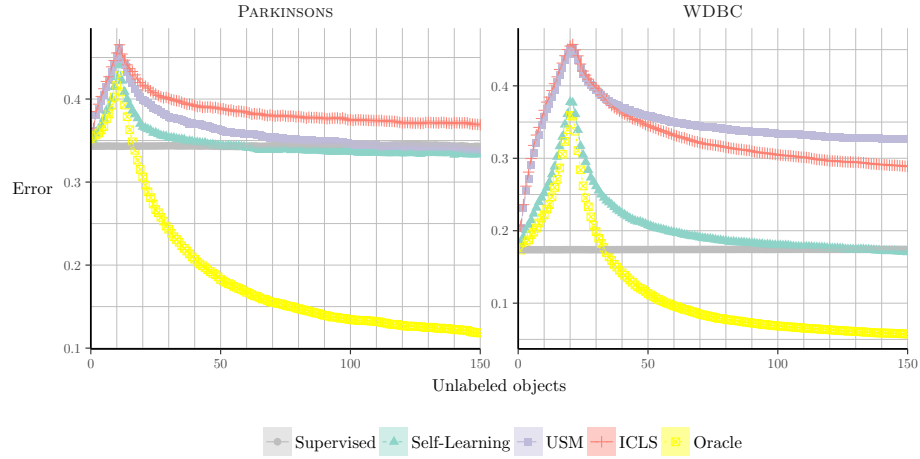 PARKINSONS
WDBC
Error
0.4
0.3
0.2
0.1
0 50 100 150
0.4
0.3
0.2
0.1
0 50 100 150
Unlabeled objects
Supervised Self-Learning USM ICLS Oracle